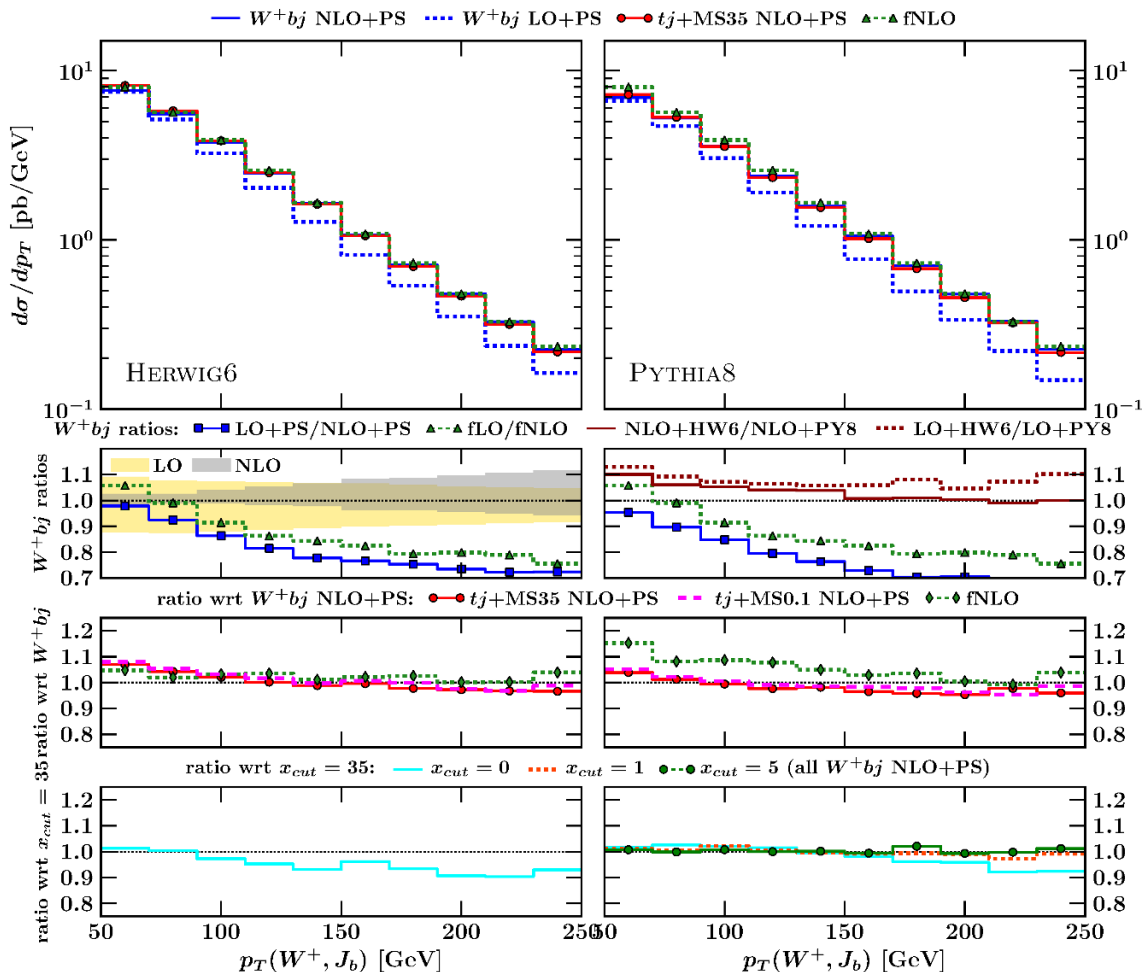 W⁺bj NLO+PS W⁺bj LO+PS tj+MS35 NLO+PS fNLO
dσ/dp_T [pb/GeV]
10¹ 10¹
10⁰ 10⁰
10⁻¹ 10⁻¹
HERWIG6 PYTHIA8
W⁺bj ratios: LO+PS/NLO+PS fLO/fNLO NLO+HW6/NLO+PY8 LO+HW6/LO+PY8
LO NLO
W⁺bj ratios
1.1 1.1
1.0 1.0
0.9 0.9
0.8 0.8
0.7 0.7
ratio wrt W⁺bj NLO+PS: tj+MS35 NLO+PS tj+MS0.1 NLO+PS fNLO
ratio wrt W⁺bj
1.2 1.2
1.1 1.1
1.0 1.0
0.9 0.9
0.8 0.8
ratio wrt x_cut = 35: x_cut = 0 x_cut = 1 x_cut = 5 (all W⁺bj NLO+PS)
ratio wrt x_cut = 35
1.2 1.2
1.1 1.1
1.0 1.0
0.9 0.9
0.8 0.8
50 100 150 200 250 50 100 150 200 250
p_T(W⁺, J_b) [GeV] p_T(W⁺, J_b) [GeV]